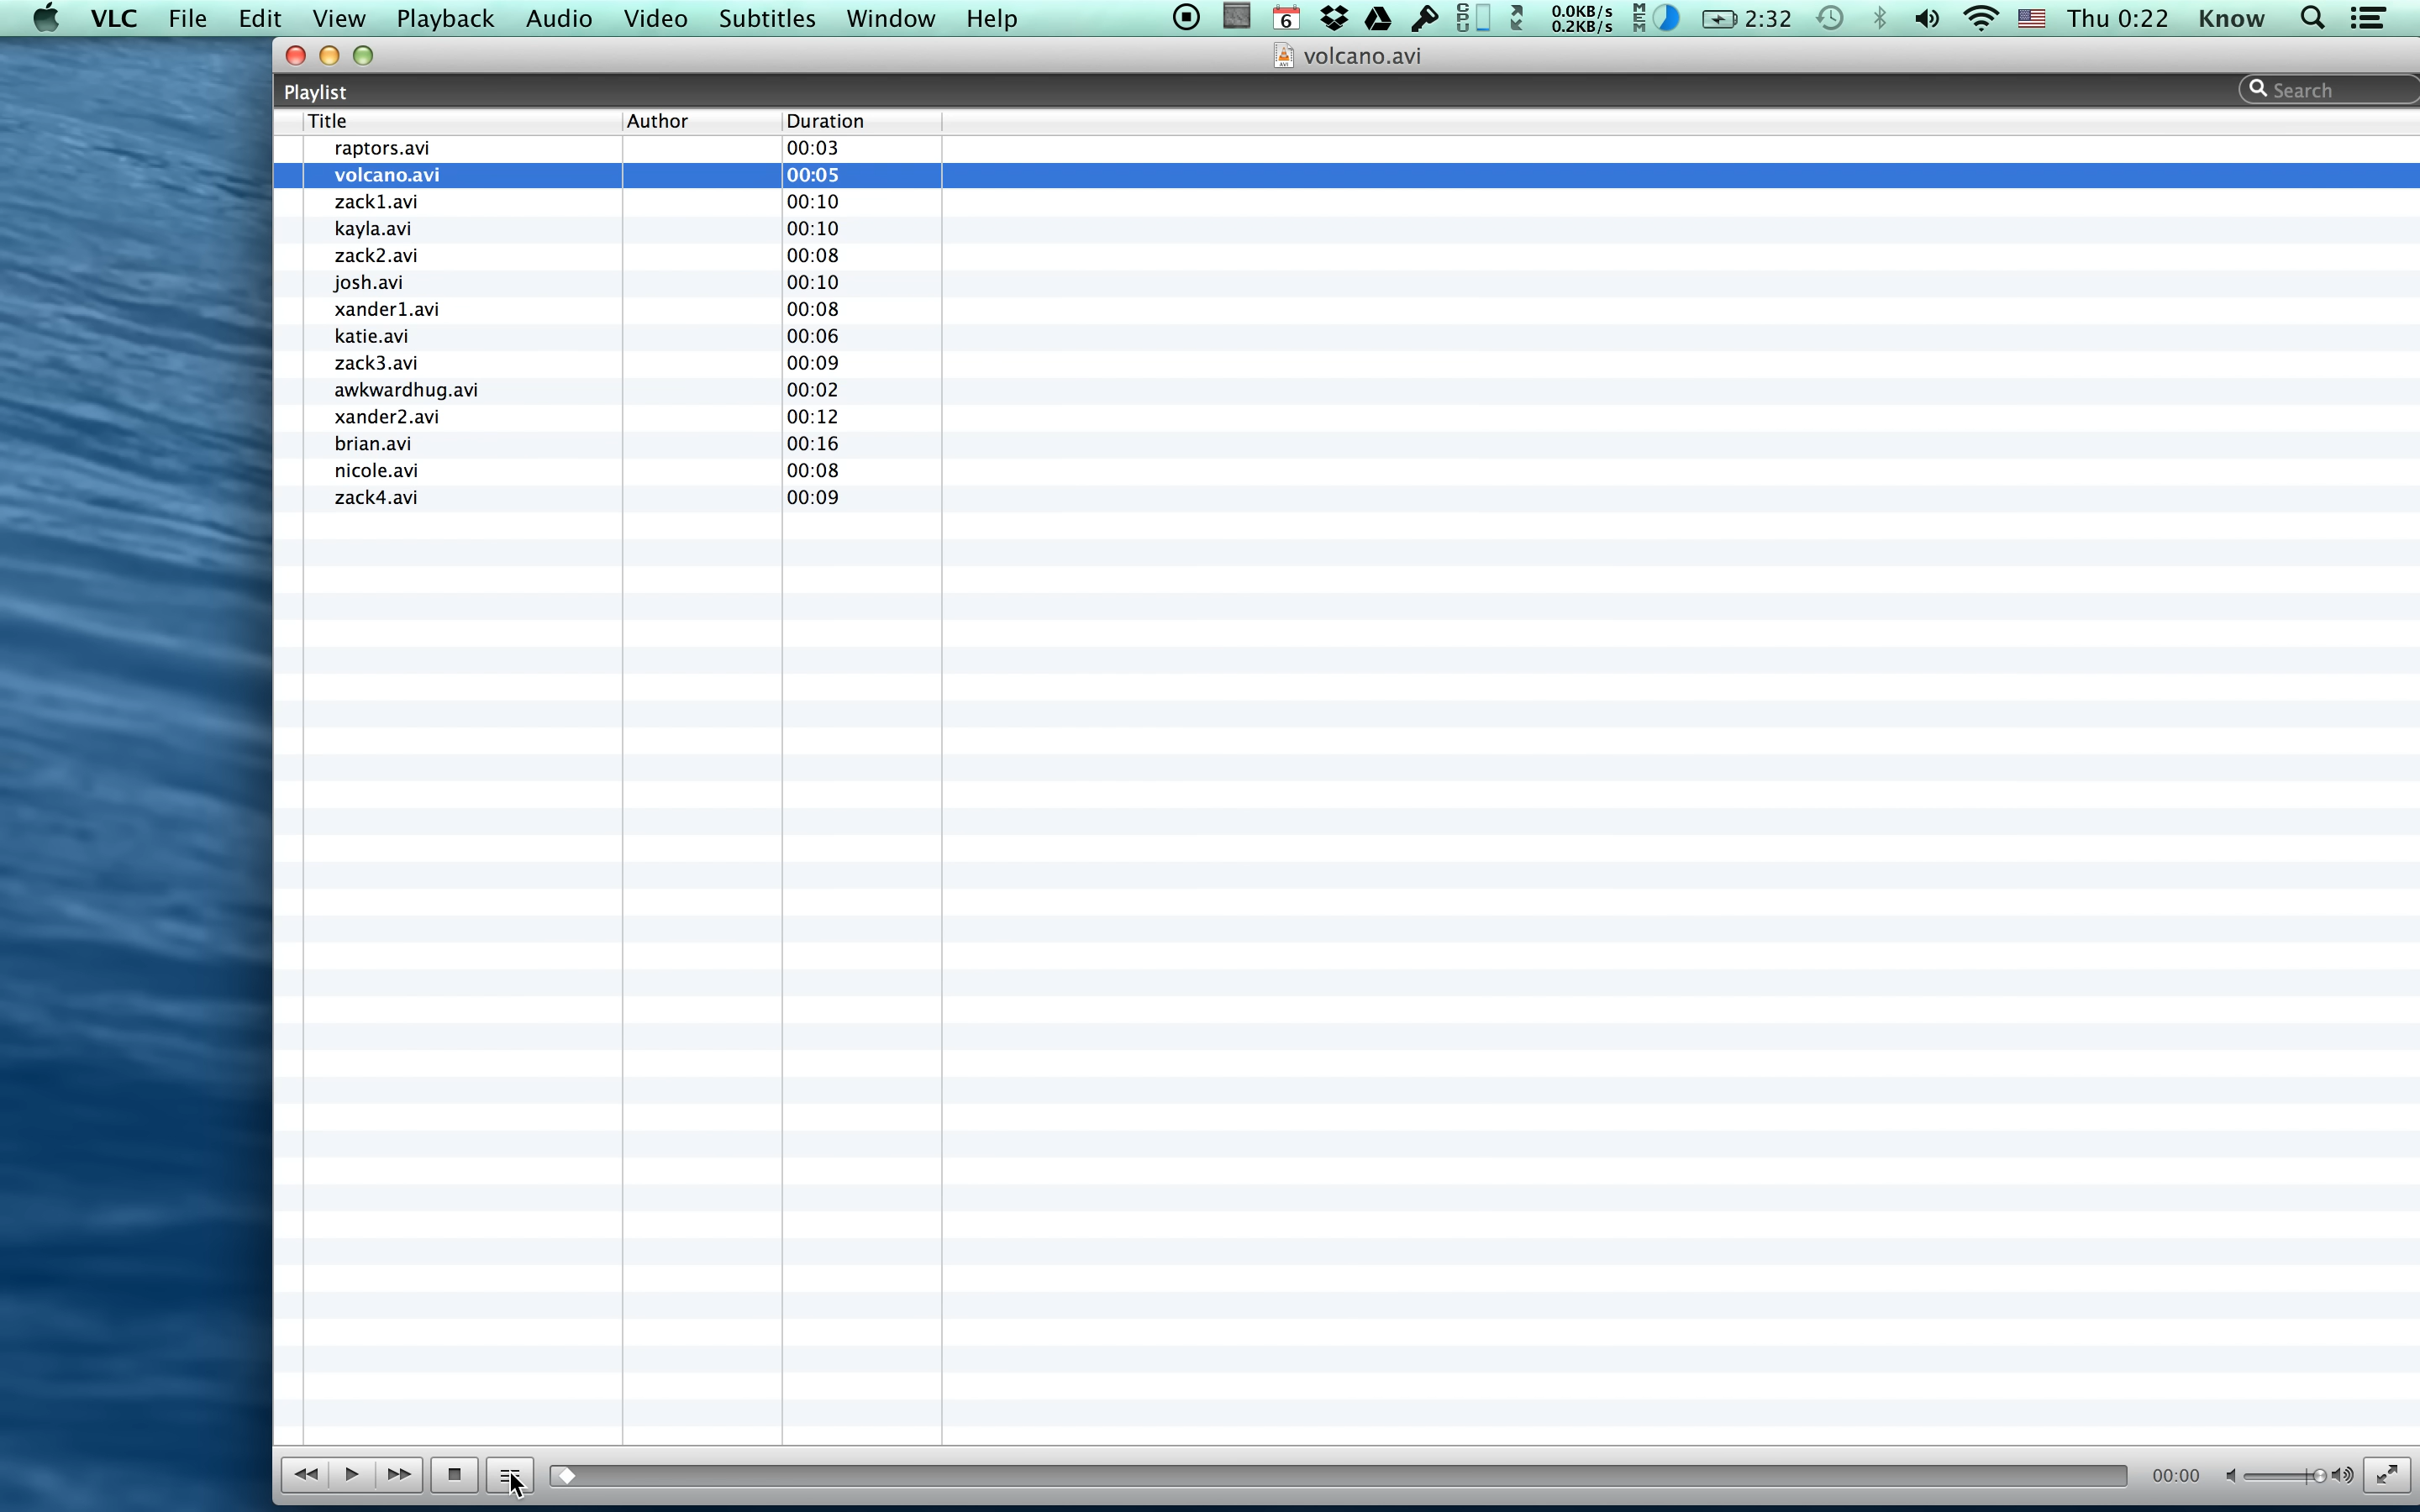 VLC File Edit View Playback Audio Video Subtitles Window Help 6 CPU 0.0KB/s 0.2KB/s MEM 2:32 Thu 0:22 Know
volcano.avi
Playlist Search
Title Author Duration
raptors.avi 00:03
volcano.avi 00:05
zack1.avi 00:10
kayla.avi 00:10
zack2.avi 00:08
josh.avi 00:10
xander1.avi 00:08
katie.avi 00:06
zack3.avi 00:09
awkwardhug.avi 00:02
xander2.avi 00:12
brian.avi 00:16
nicole.avi 00:08
zack4.avi 00:09
00:00